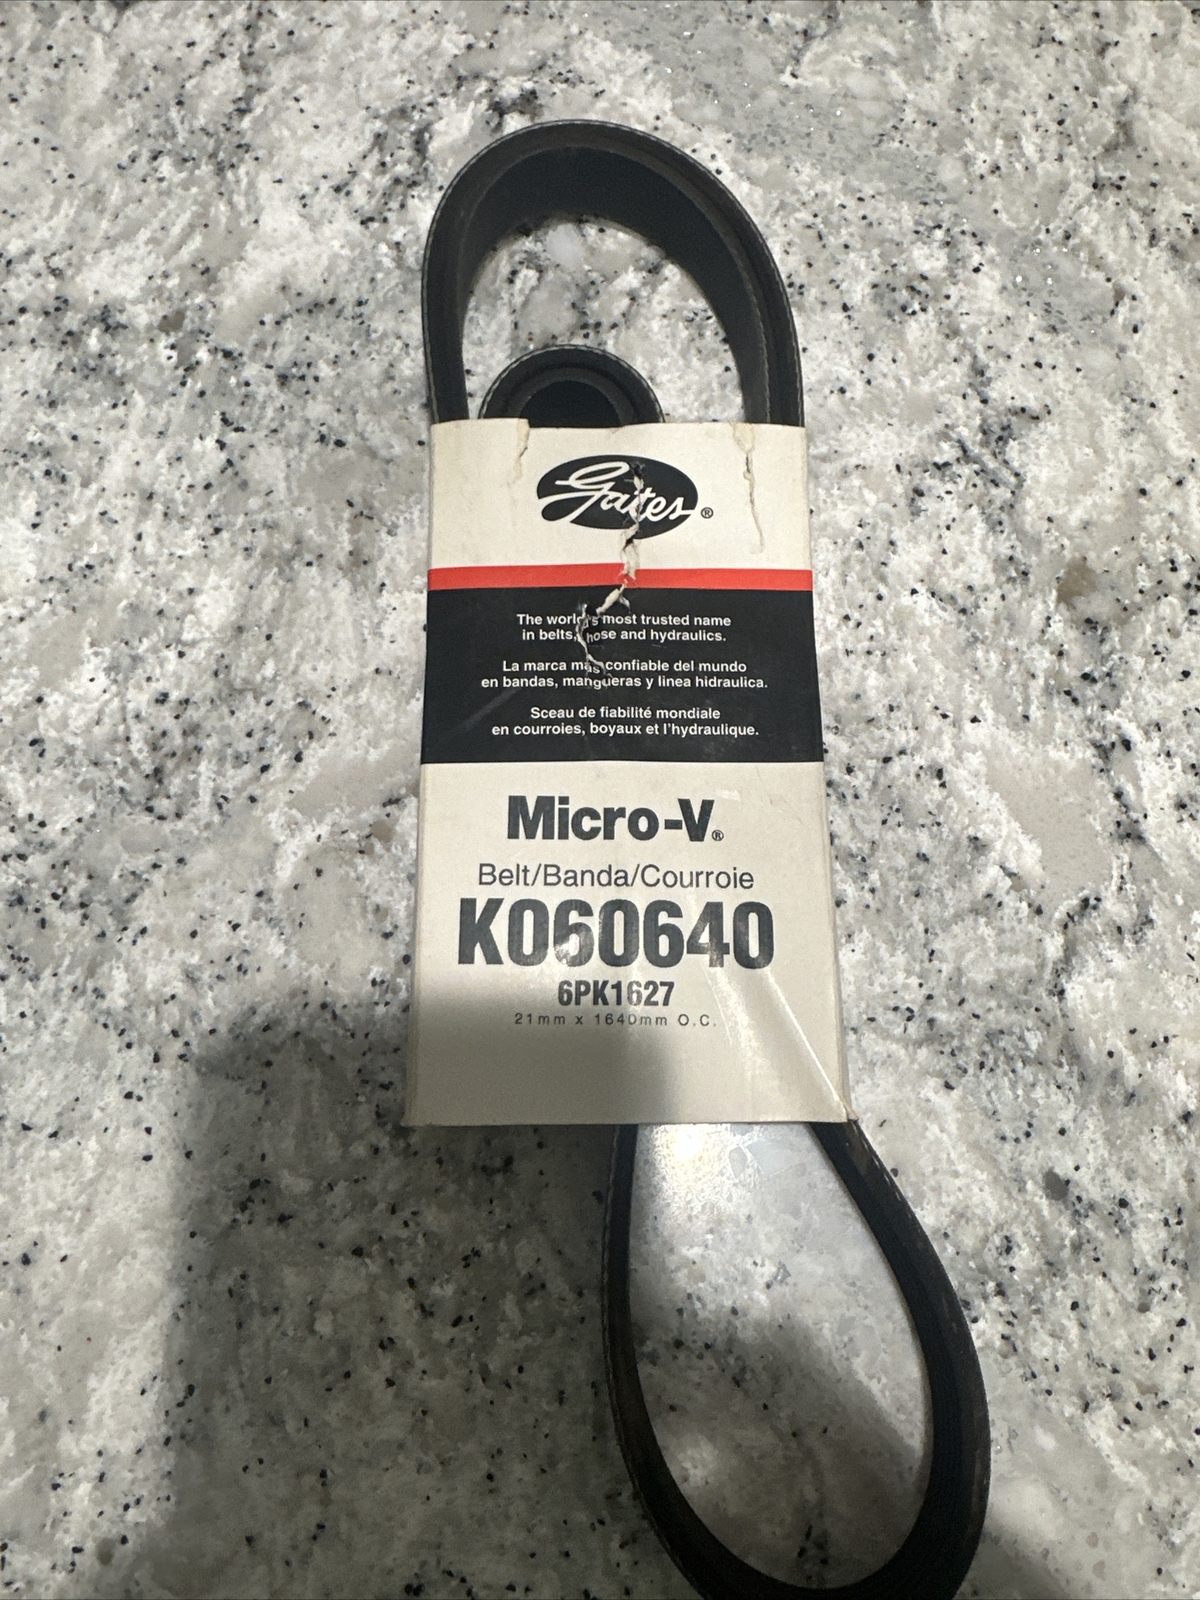 Gates®
The world's most trusted name
in belts, hose and hydraulics.
La marca mas confiable del mundo
en bandas, mangueras y linea hidraulica.
Sceau de fiabilité mondiale
en courroies, boyaux et l'hydraulique.
Micro-V®
Belt/Banda/Courroie
K060640
6PK1627
21mm x 1640mm O.C.